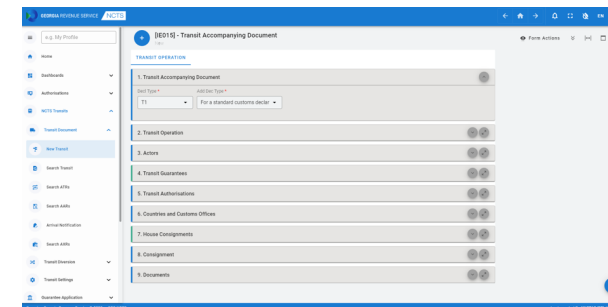 GEORGIA REVENUE SERVICE NCTS
EN
e.g. My Profile
Home
Dashboards
Authorisations
NCTS Transits
Transit Document
New Transit
Search Transit
Search ATRs
Search AARs
Arrival Notification
Search AARs
Transit Diversion
Transit Settings
Guarantee Application
[IE015] - Transit Accompanying Document
Form Actions
TRANSIT OPERATION
1. Transit Accompanying Document
Decl Type *
Add Dec Type *
T1
For a standard customs declar
2. Transit Operation
3. Actors
4. Transit Guarantees
5. Transit Authorisations
6. Countries and Customs Offices
7. House Consignments
8. Consignment
9. Documents